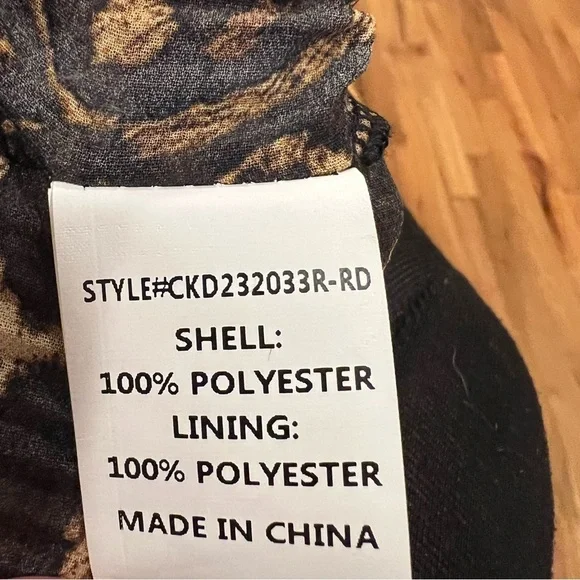 STYLE#CKD232033R-RD
SHELL:
100% POLYESTER
LINING:
100% POLYESTER
MADE IN CHINA